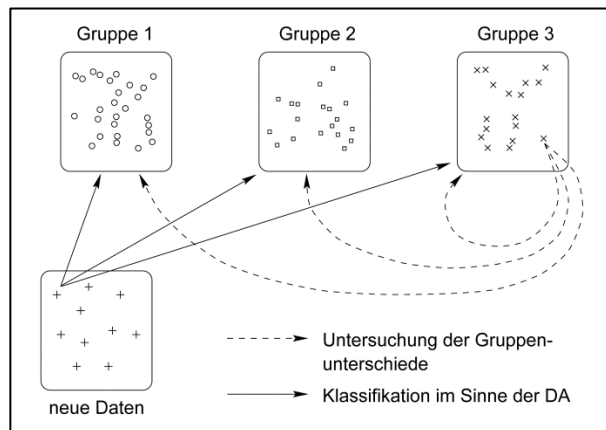 Gruppe 1
Gruppe 2
Gruppe 3
neue Daten
Untersuchung der Gruppen-
unterschiede
Klassifikation im Sinne der DA